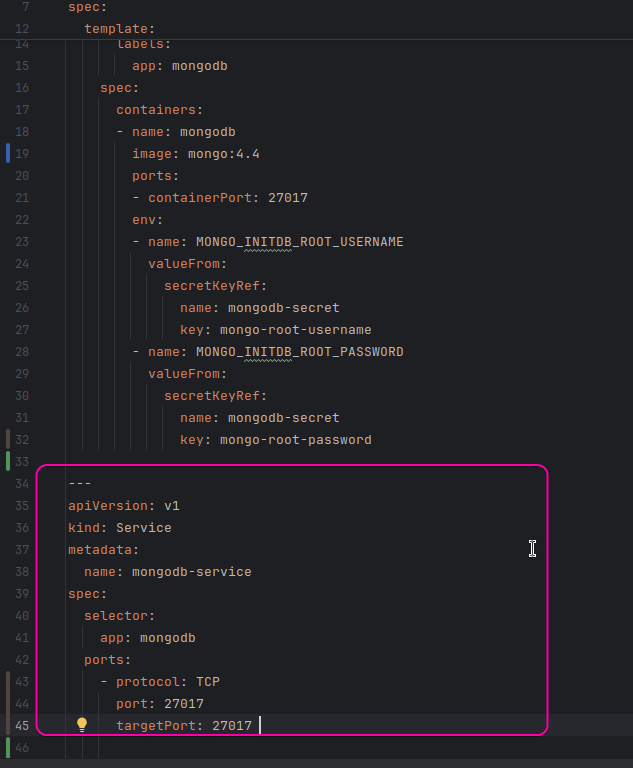 7 spec:
12   template:
14       labels:
15         app: mongodb
16     spec:
17       containers:
18       - name: mongodb
19         image: mongo:4.4
20         ports:
21         - containerPort: 27017
22         env:
23         - name: MONGO_INITDB_ROOT_USERNAME
24           valueFrom:
25             secretKeyRef:
26               name: mongodb-secret
27               key: mongo-root-username
28         - name: MONGO_INITDB_ROOT_PASSWORD
29           valueFrom:
30             secretKeyRef:
31               name: mongodb-secret
32               key: mongo-root-password
33
34 ---
35 apiVersion: v1
36 kind: Service
37 metadata:
38   name: mongodb-service
39 spec:
40   selector:
41     app: mongodb
42   ports:
43     - protocol: TCP
44       port: 27017
45       targetPort: 27017
46